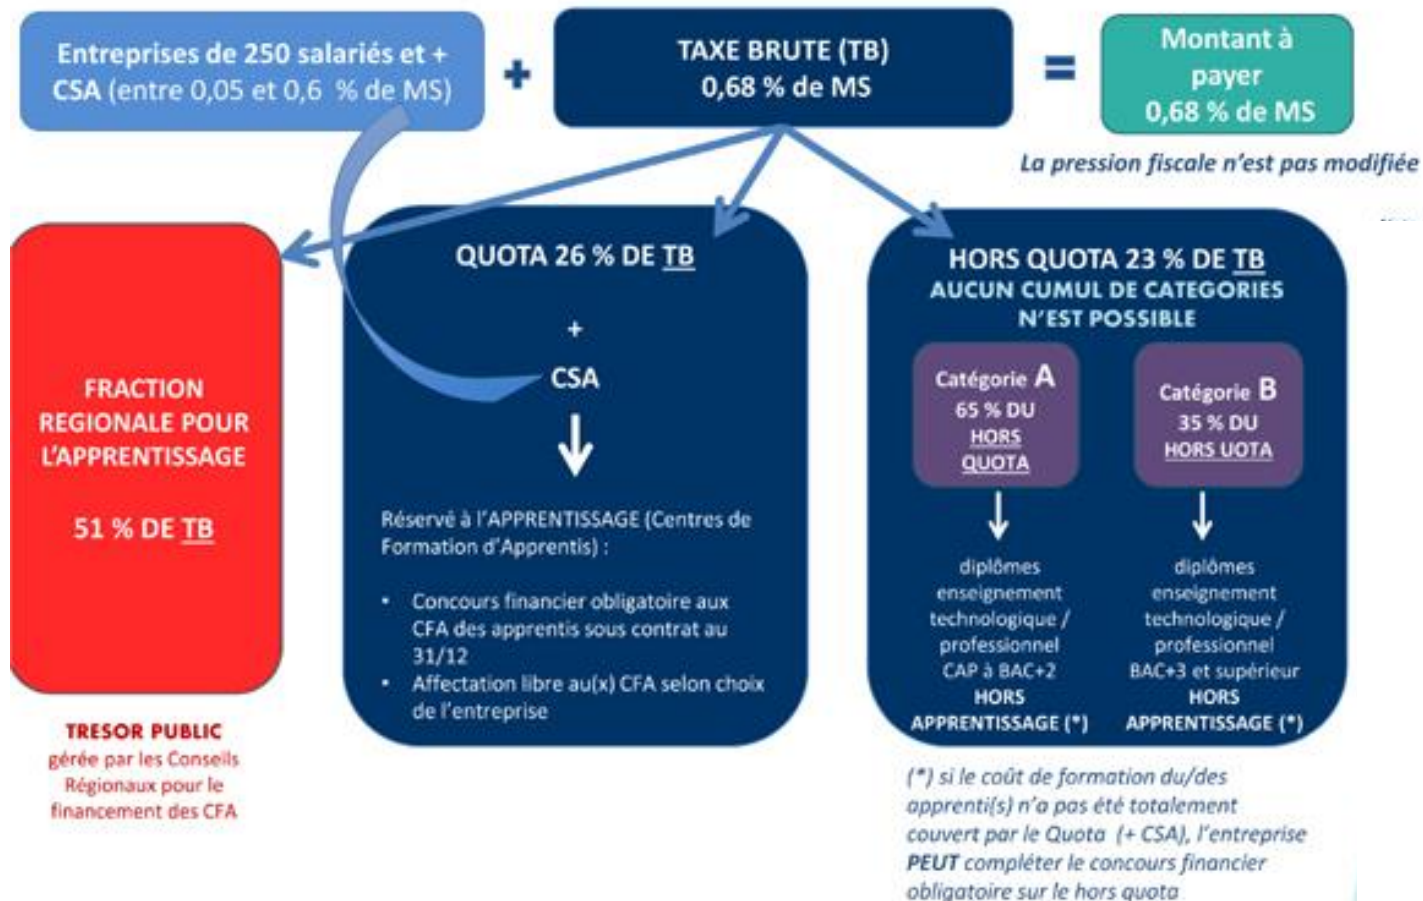 Entreprises de 250 salariés et +
CSA (entre 0,05 et 0,6 % de MS)
+
TAXE BRUTE (TB)
0,68 % de MS
=
Montant à
payer
0,68 % de MS
La pression fiscale n'est pas modifiée
FRACTION
REGIONALE POUR
L'APPRENTISSAGE
51 % DE TB
TRESOR PUBLIC
gérée par les Conseils
Régionaux pour le
financement des CFA
QUOTA 26 % DE TB
+
CSA
Réservé à l'APPRENTISSAGE (Centres de
Formation d'Apprentis) :
• Concours financier obligatoire aux
CFA des apprentis sous contrat au
31/12
• Affectation libre au(x) CFA selon choix
de l'entreprise
HORS QUOTA 23 % DE TB
AUCUN CUMUL DE CATEGORIES
N'EST POSSIBLE
Catégorie A
65 % DU
HORS
QUOTA
diplômes
enseignement
technologique /
professionnel
CAP à BAC+2
HORS
APPRENTISSAGE (*)
Catégorie B
35 % DU
HORS UOTA
diplômes
enseignement
technologique /
professionnel
BAC+3 et supérieur
HORS
APPRENTISSAGE (*)
(*) si le coût de formation du/des
apprenti(s) n'a pas été totalement
couvert par le Quota (+ CSA), l'entreprise
PEUT compléter le concours financier
obligatoire sur le hors quota